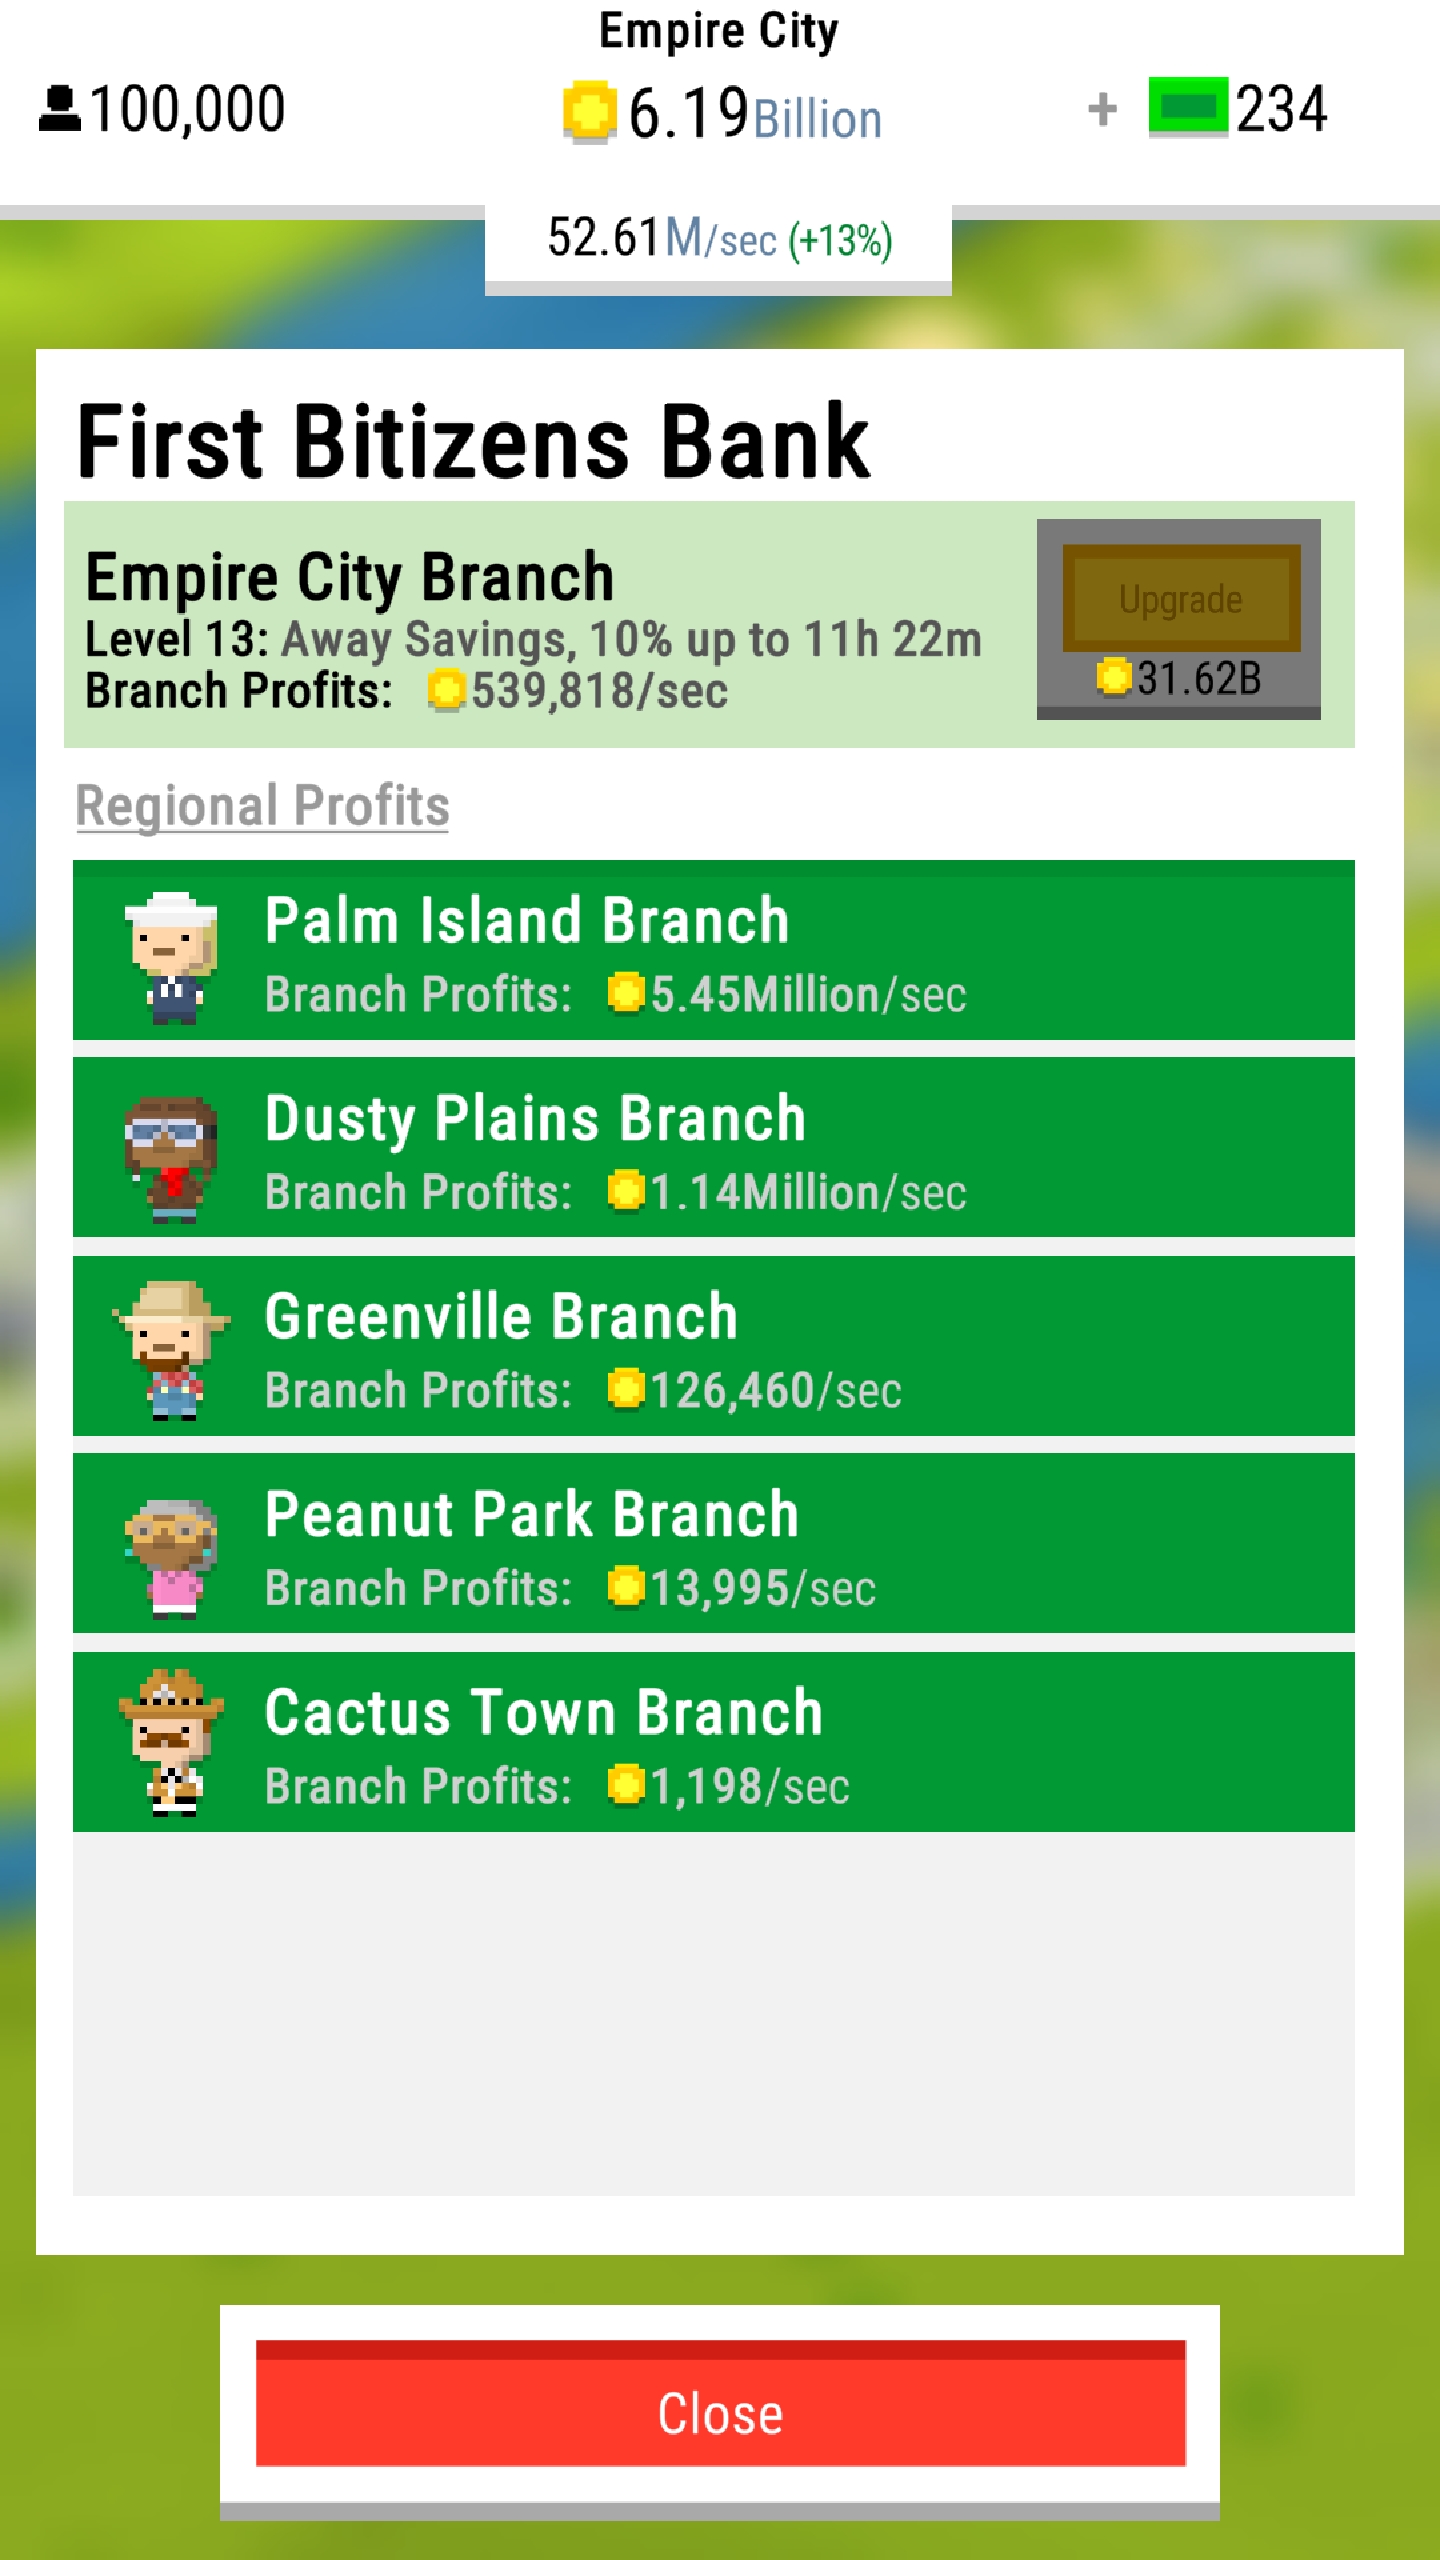 Empire City
100,000 6.19Billion + 234
52.61M/sec (+13%)
First Bitizens Bank
Empire City Branch
Level 13: Away Savings, 10% up to 11h 22m
Branch Profits: 539,818/sec
Upgrade
31.62B
Regional Profits
Palm Island Branch
Branch Profits: 5.45Million/sec
Dusty Plains Branch
Branch Profits: 1.14Million/sec
Greenville Branch
Branch Profits: 126,460/sec
Peanut Park Branch
Branch Profits: 13,995/sec
Cactus Town Branch
Branch Profits: 1,198/sec
Close